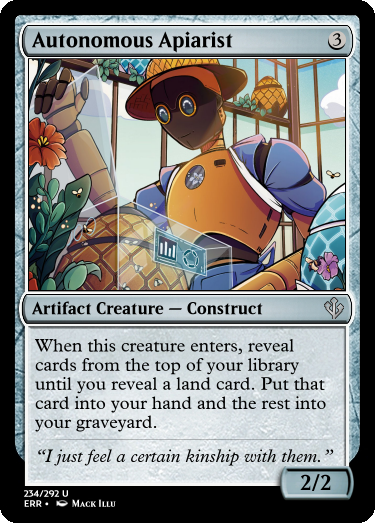 Autonomous Apiarist 3
Artifact Creature — Construct
When this creature enters, reveal
cards from the top of your library
until you reveal a land card. Put that
card into your hand and the rest into
your graveyard.
“I just feel a certain kinship with them.”
2/2
234/292 U
ERR • Mack Illu